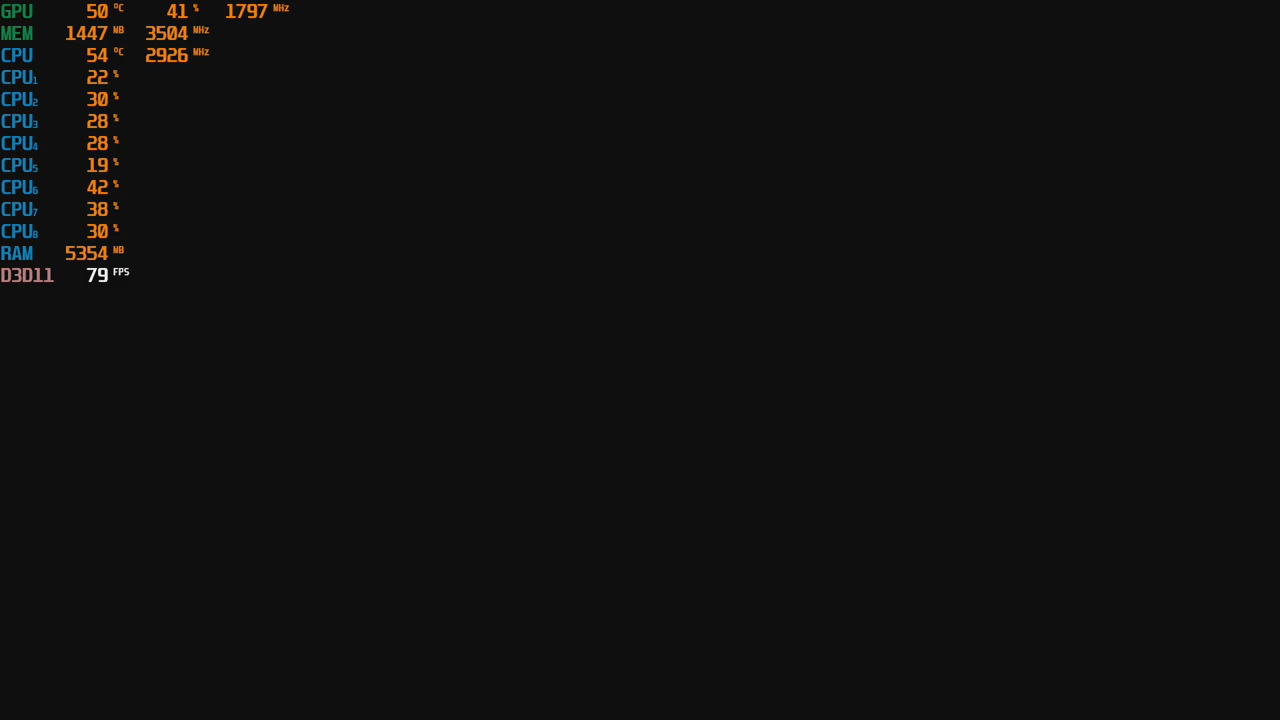 GPU 50 °C 41 % 1797 MHz
MEM 1447 MB 3504 MHz
CPU 54 °C 2926 MHz
CPU1 22 %
CPU2 30 %
CPU3 28 %
CPU4 28 %
CPU5 19 %
CPU6 42 %
CPU7 38 %
CPU8 30 %
RAM 5354 MB
D3D11 79 FPS